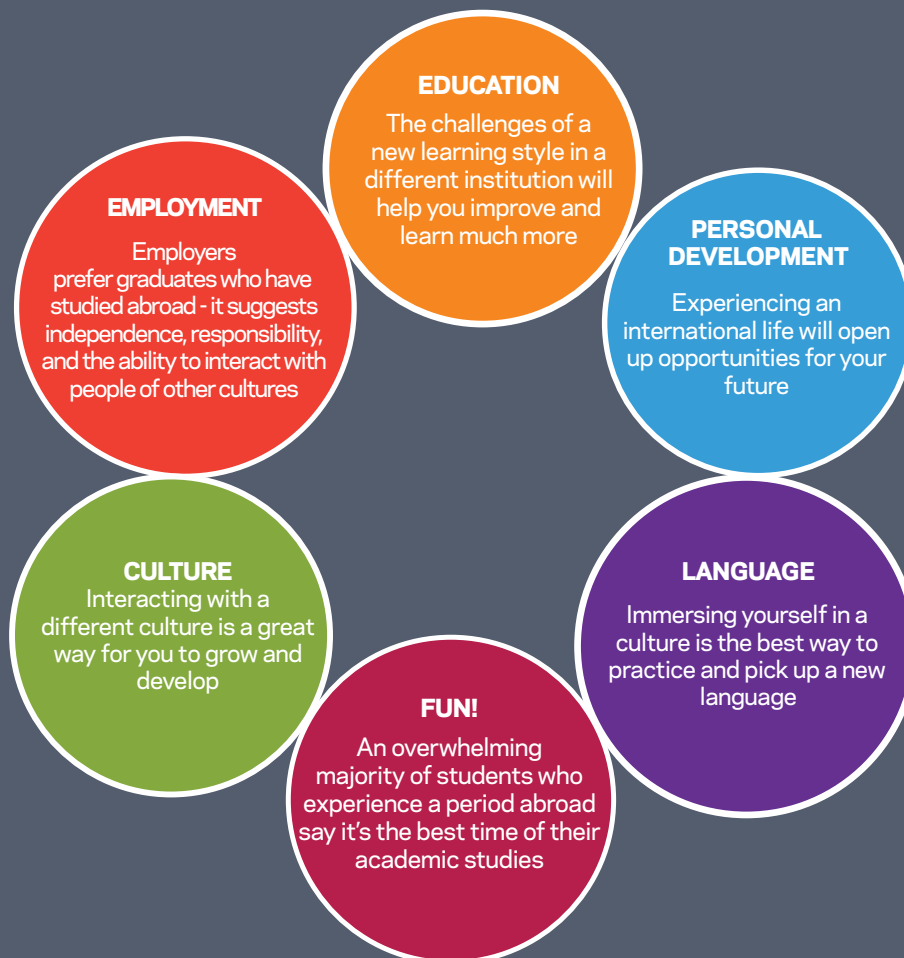 EDUCATION
The challenges of a
new learning style in a
different institution will
help you improve and
learn much more
EMPLOYMENT
Employers
prefer graduates who have
studied abroad - it suggests
independence, responsibility,
and the ability to interact with
people of other cultures
PERSONAL
DEVELOPMENT
Experiencing an
international life will open
up opportunities for your
future
CULTURE
Interacting with a
different culture is a great
way for you to grow and
develop
LANGUAGE
Immersing yourself in a
culture is the best way to
practice and pick up a new
language
FUN!
An overwhelming
majority of students who
experience a period abroad
say it's the best time of their
academic studies